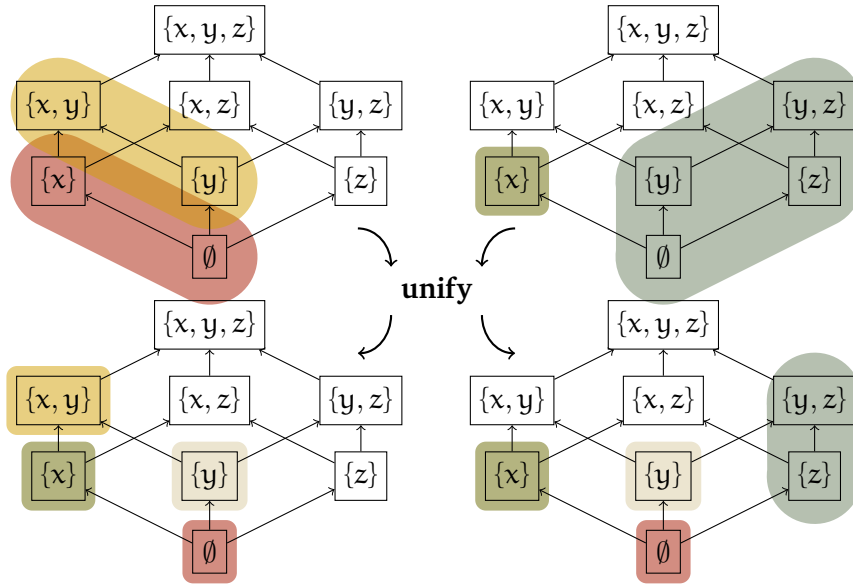 {x, y, z} {x, y, z}
{x, y} {x, z} {y, z} {x, y} {x, z} {y, z}
{x} {y} {z} {x} {y} {z}
∅ ∅
unify
{x, y, z} {x, y, z}
{x, y} {x, z} {y, z} {x, y} {x, z} {y, z}
{x} {y} {z} {x} {y} {z}
∅ ∅